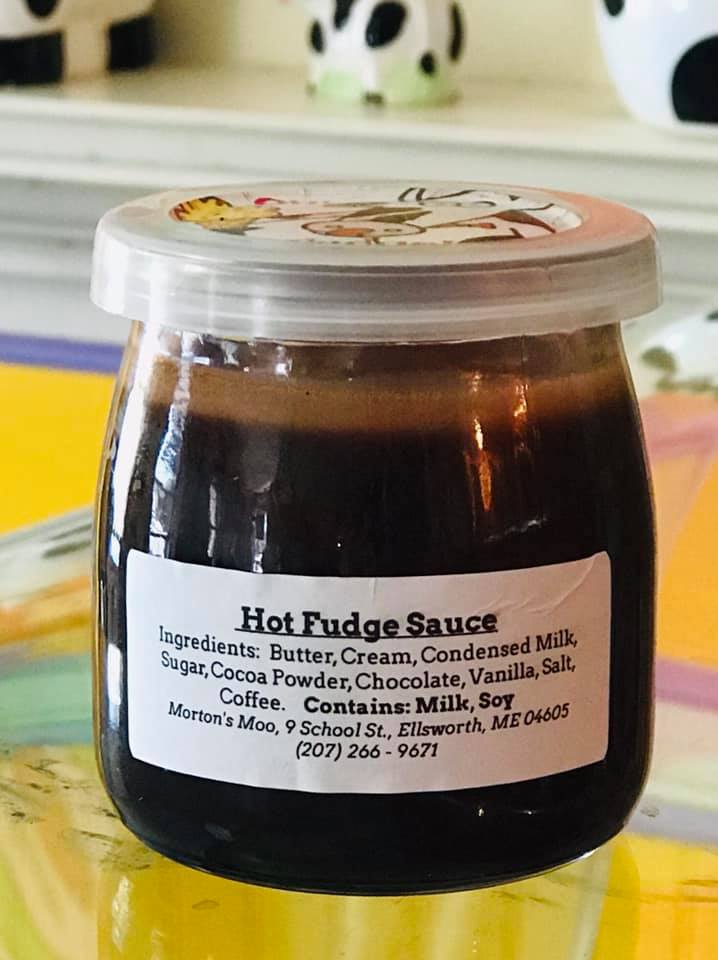 Hot Fudge Sauce
Ingredients: Butter, Cream, Condensed Milk,
Sugar, Cocoa Powder, Chocolate, Vanilla, Salt,
Coffee. Contains: Milk, Soy
Morton's Moo, 9 School St., Ellsworth, ME 04605
(207) 266 - 9671